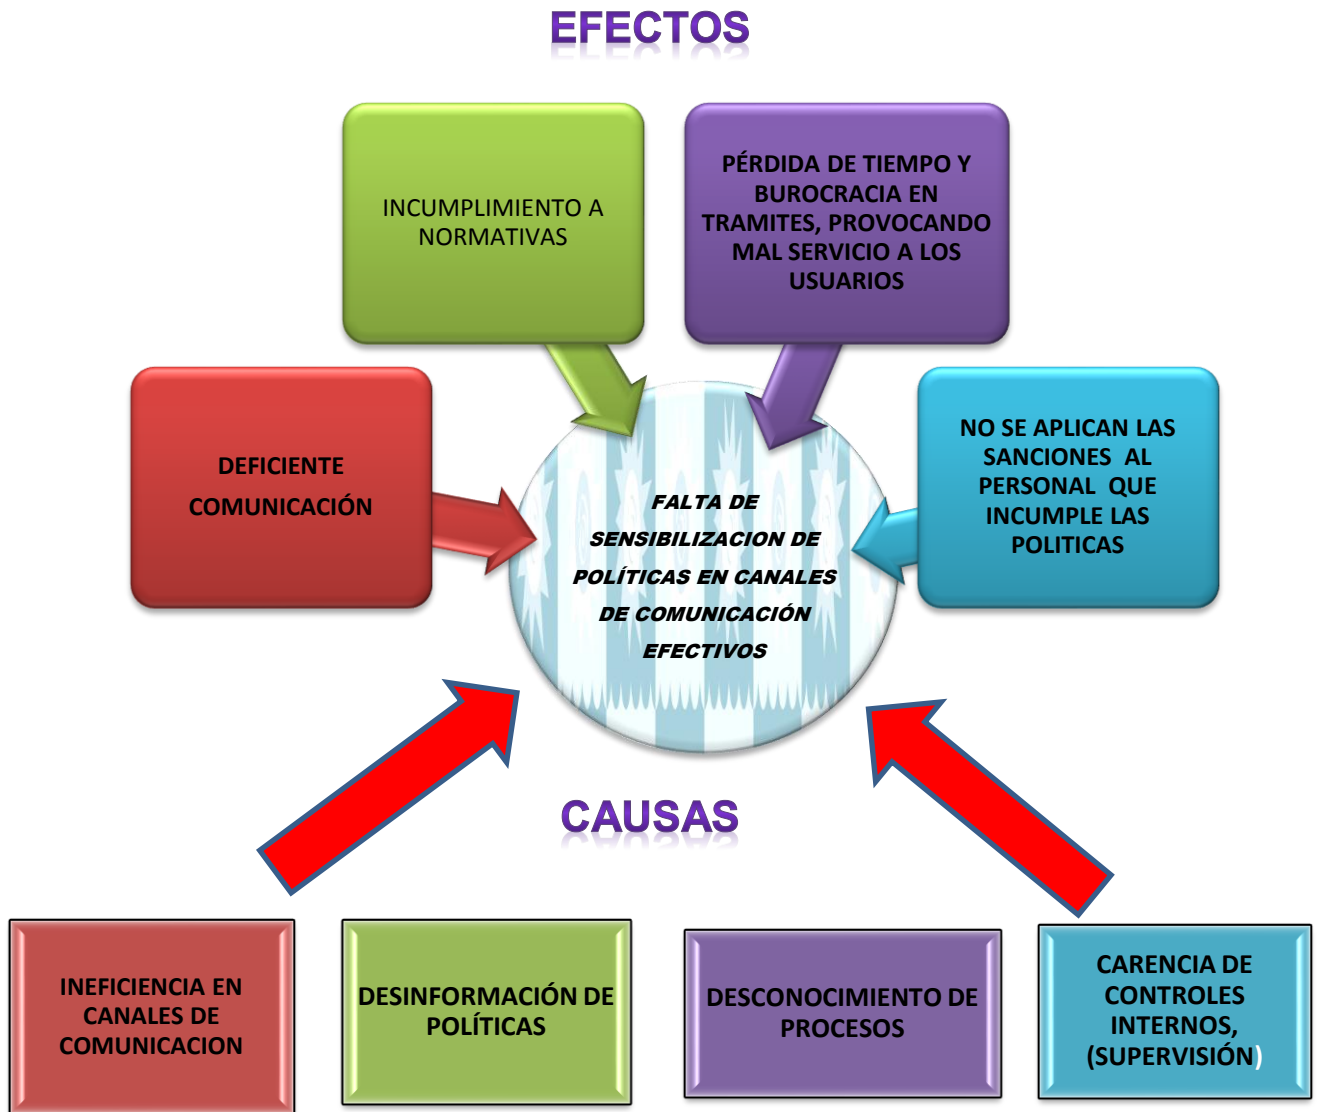 EFECTOS
INCUMPLIMIENTO A
NORMATIVAS
PÉRDIDA DE TIEMPO Y
BUROCRACIA EN
TRAMITES, PROVOCANDO
MAL SERVICIO A LOS
USUARIOS
DEFICIENTE
COMUNICACIÓN
NO SE APLICAN LAS
SANCIONES AL
PERSONAL QUE
INCUMPLE LAS
POLITICAS
FALTA DE
SENSIBILIZACION DE
POLÍTICAS EN CANALES
DE COMUNICACIÓN
EFECTIVOS
CAUSAS
INEFICIENCIA EN
CANALES DE
COMUNICACION
DESINFORMACIÓN DE
POLÍTICAS
DESCONOCIMIENTO DE
PROCESOS
CARENCIA DE
CONTROLES
INTERNOS,
(SUPERVISIÓN)